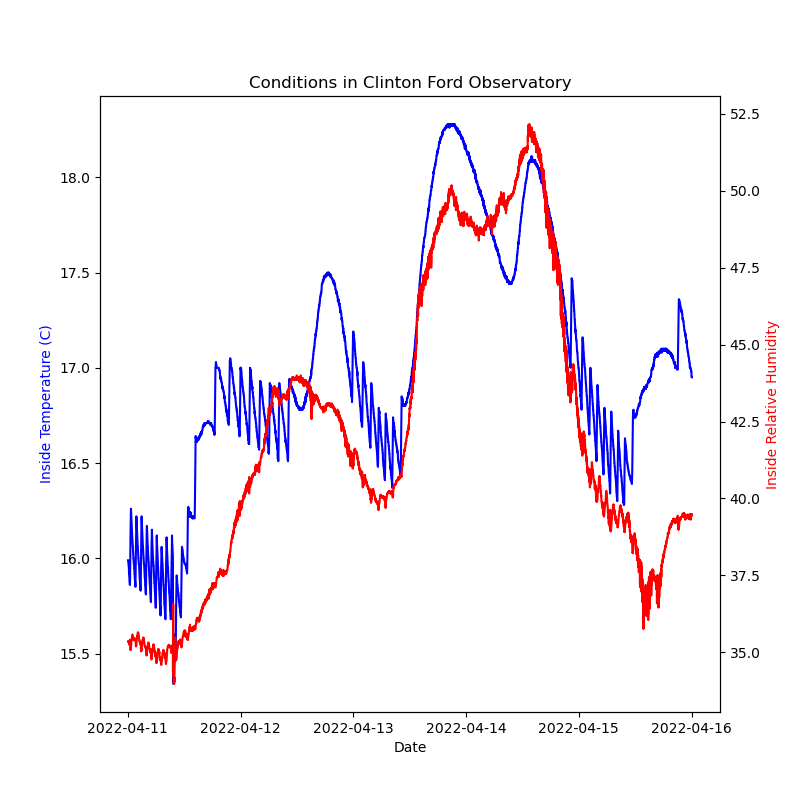 Conditions in Clinton Ford Observatory
Inside Temperature (C)
18.0
17.5
17.0
16.5
16.0
15.5
52.5
50.0
47.5
45.0
42.5
40.0
37.5
35.0
Inside Relative Humidity
2022-04-11 2022-04-12 2022-04-13 2022-04-14 2022-04-15 2022-04-16
Date